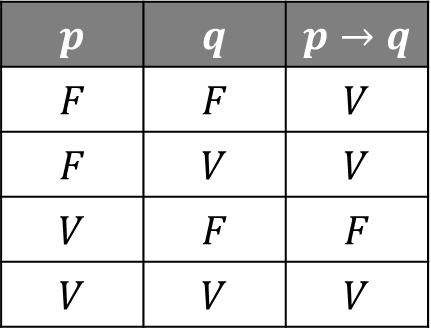 p q p → q
F F V
F V V
V F F
V V V